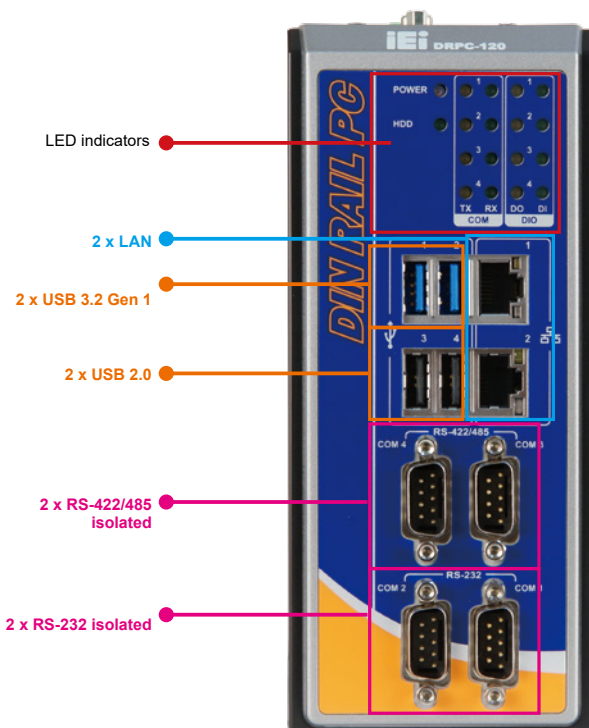 iEi DRPC-120
DIN RAIL PC
LED indicators
POWER
HDD
1 1
2 2
3 3
4 4
TX RX DO DI
COM DIO
2 x LAN
1 2 1
2 x USB 3.2 Gen 1
3 4 2
2 x USB 2.0
RS-422/485
COM 4 COM 3
2 x RS-422/485
isolated
RS-232
COM 2 COM 1
2 x RS-232 isolated